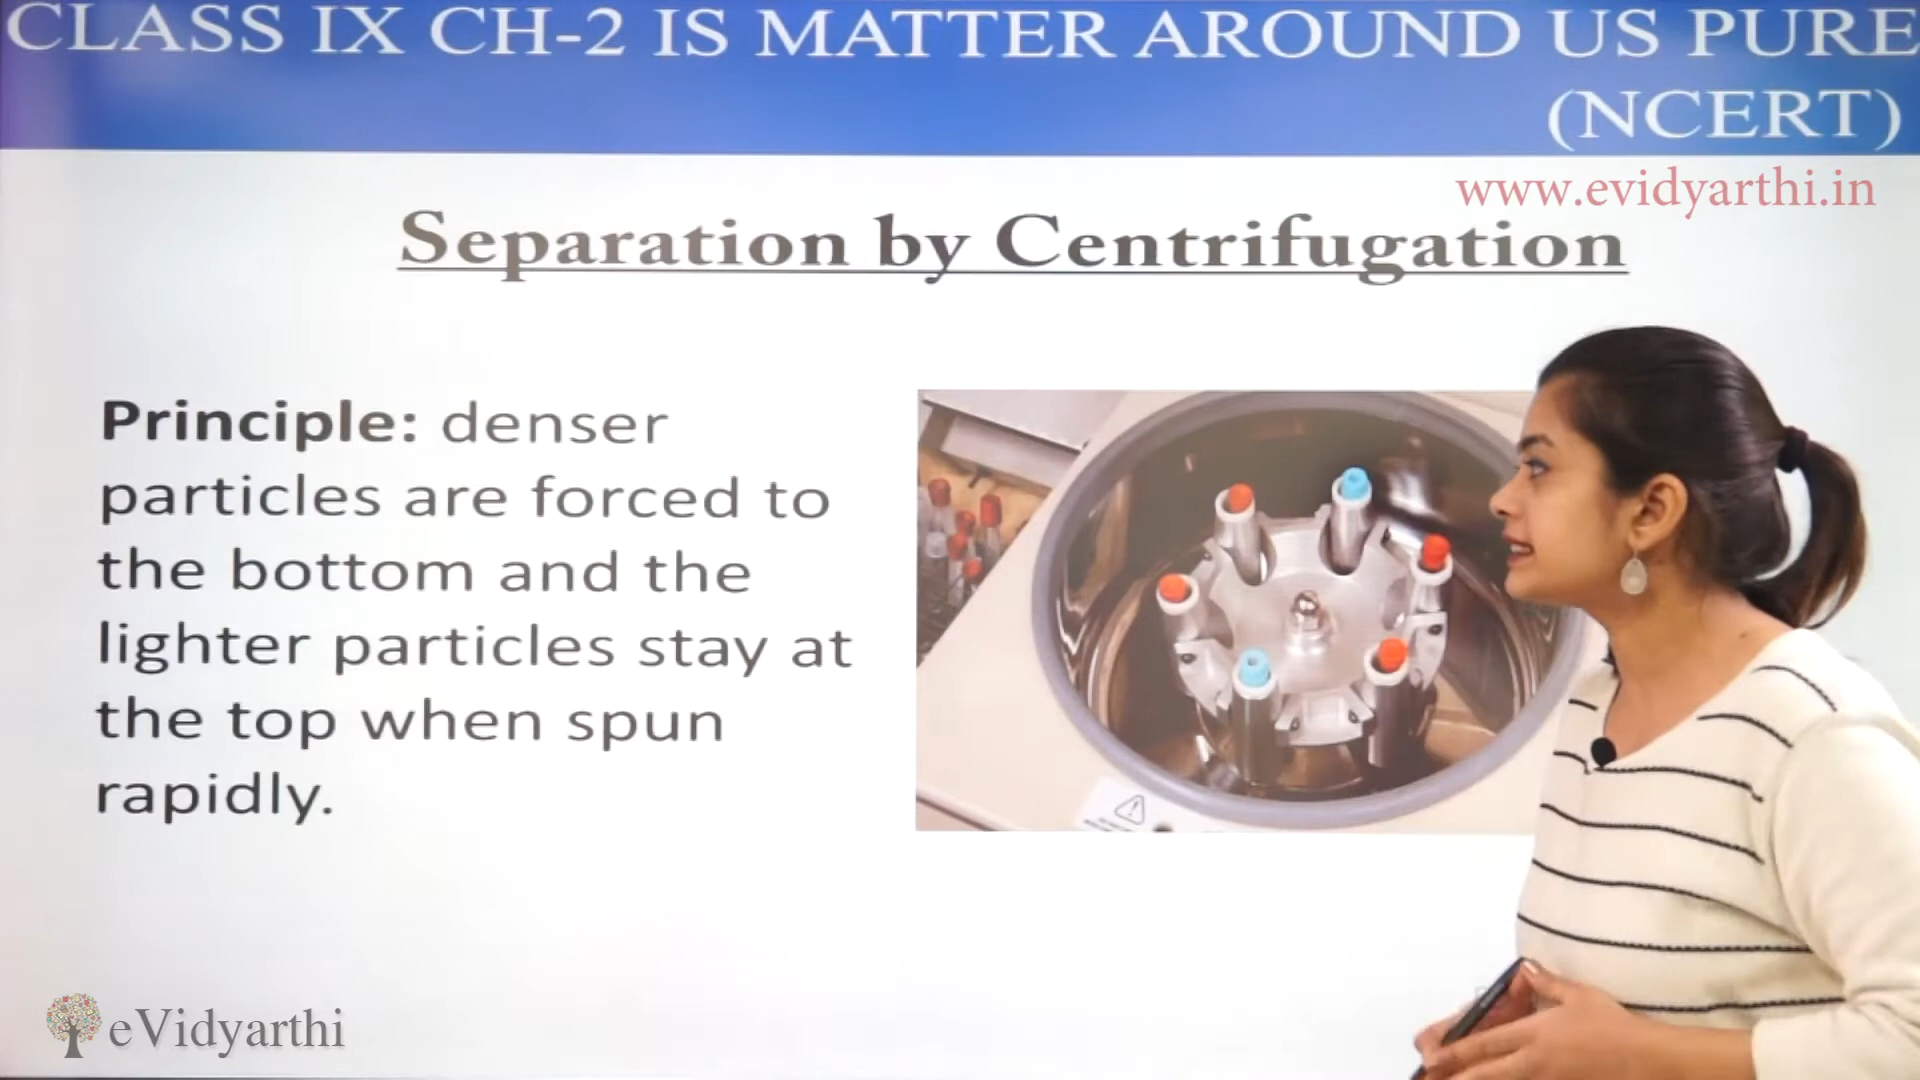 CLASS IX CH-2 IS MATTER AROUND US PURE
(NCERT)
www.evidyarthi.in
Separation by Centrifugation
Principle: denser
particles are forced to
the bottom and the
lighter particles stay at
the top when spun
rapidly.
eVidyarthi